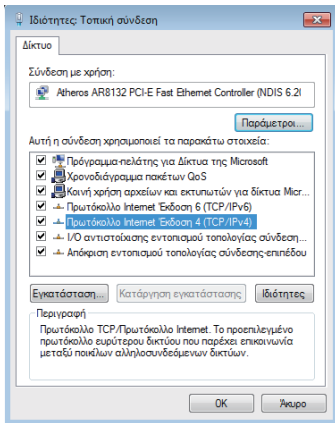 Ιδιότητες: Τοπική σύνδεση
Δίκτυο
Σύνδεση με χρήση:
Atheros AR8132 PCI-E Fast Ethernet Controller (NDIS 6.20
Παράμετροι...
Αυτή η σύνδεση χρησιμοποιεί τα παρακάτω στοιχεία:
Πρόγραμμα-πελάτης για Δίκτυα της Microsoft
Χρονοδιάγραμμα πακέτων QoS
Κοινή χρήση αρχείων και εκτυπωτών για δίκτυα Micr...
Πρωτόκολλο Internet Έκδοση 6 (TCP/IPv6)
Πρωτόκολλο Internet Έκδοση 4 (TCP/IPv4)
I/O αντιστοίχισης εντοπισμού τοπολογίας σύνδεση...
Απόκριση εντοπισμού τοπολογίας σύνδεσης-επιπέδου
Εγκατάσταση... Κατάργηση εγκατάστασης Ιδιότητες
Περιγραφή
Πρωτόκολλο TCP/Πρωτόκολλο Internet. Το προεπιλεγμένο
πρωτόκολλο ευρύτερου δικτύου που παρέχει επικοινωνία
μεταξύ ποικίλων αλληλοσυνδεόμενων δικτύων.
OK Άκυρο